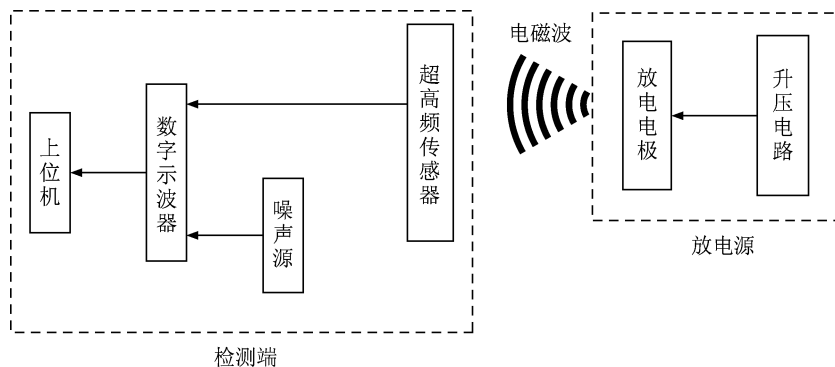 电磁波
超高频传感器
放电电极
升压电路
数字示波器
上位机
噪声源
放电源
检测端